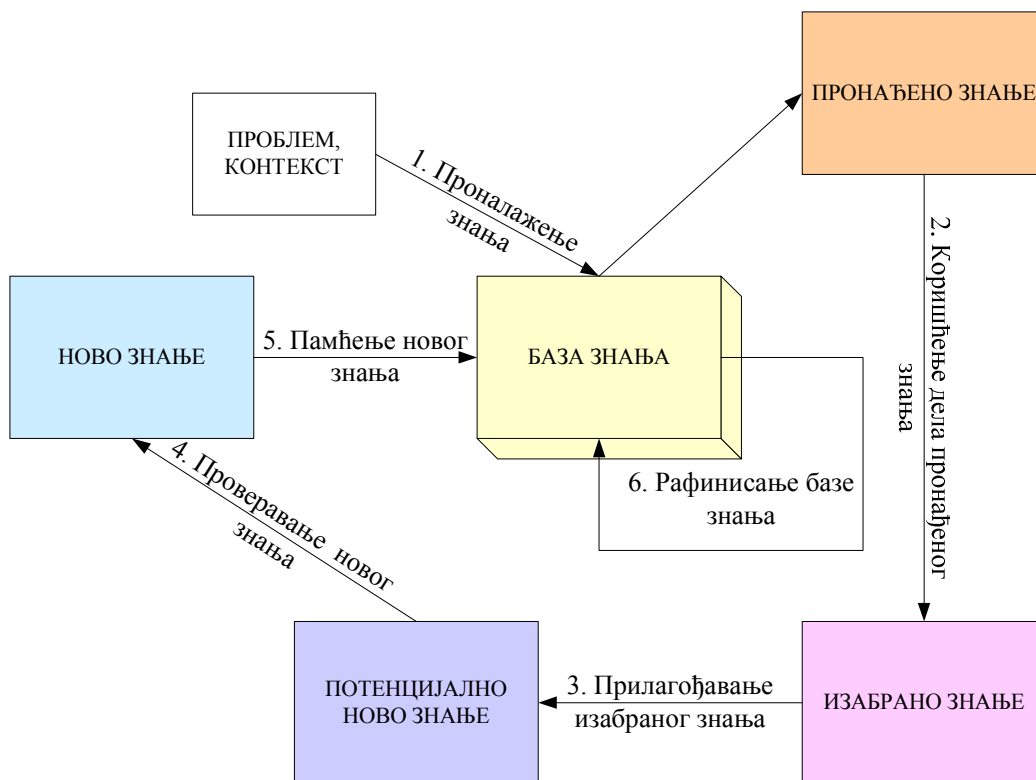 ПРОБЛЕМ,
КОНТЕКСТ
1. Проналажење
знања
ПРОНАЂЕНО ЗНАЊЕ
2. Коришћење дела пронађеног
знања
НОВО ЗНАЊЕ
5. Памћење новог
знања
БАЗА ЗНАЊА
6. Рафинисање базе
знања
4. Проверавање новог
знања
ПОТЕНЦИЈАЛНО
НОВО ЗНАЊЕ
3. Прилагођавање
изабраног знања
ИЗАБРАНО ЗНАЊЕ